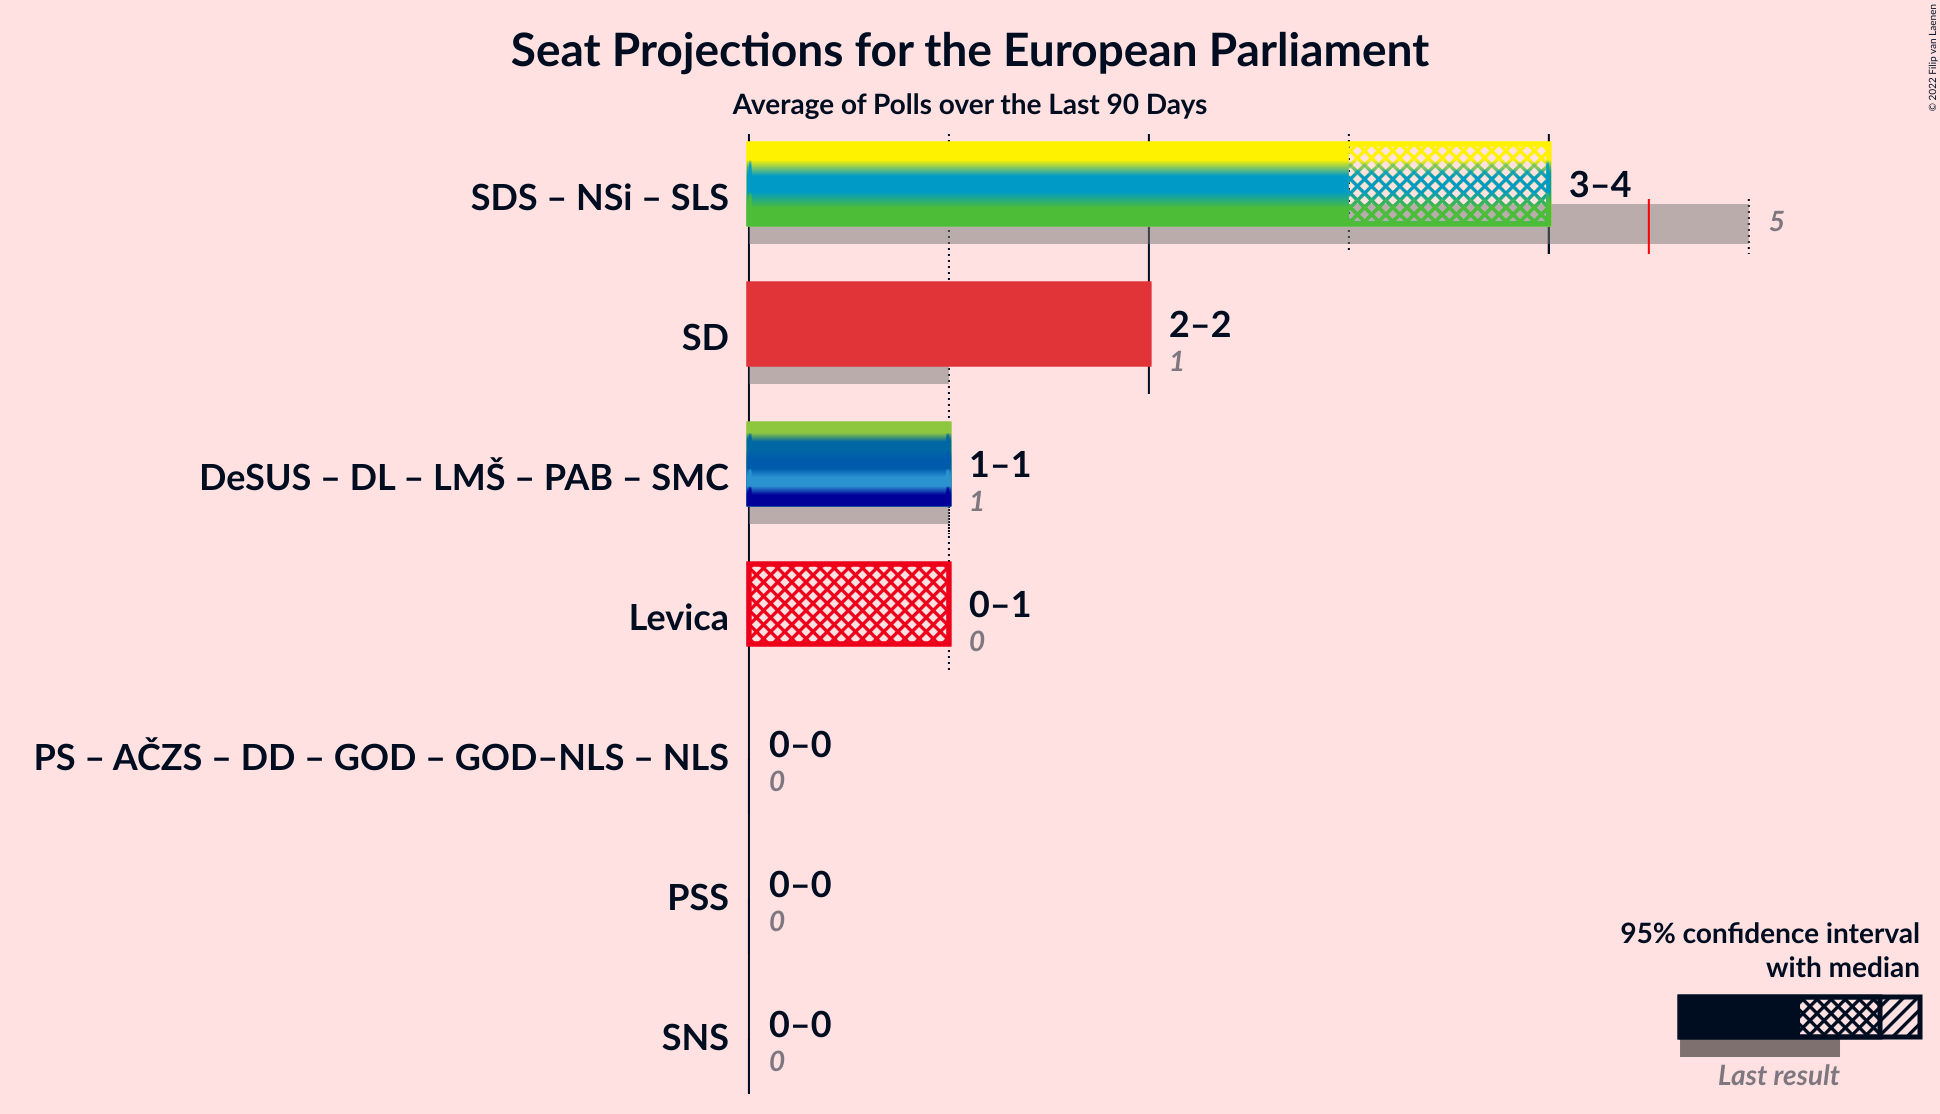 Seat Projections for the European Parliament
Average of Polls over the Last 90 Days
© 2022 Filip van Laenen
SDS – NSi – SLS
3–4
5
SD
2–2
1
DeSUS – DL – LMŠ – PAB – SMC
1–1
1
Levica
0–1
0
PS – AČZS – DD – GOD – GOD–NLS – NLS
0–0
0
PSS
0–0
0
SNS
0–0
0
95% confidence interval
with median
Last result